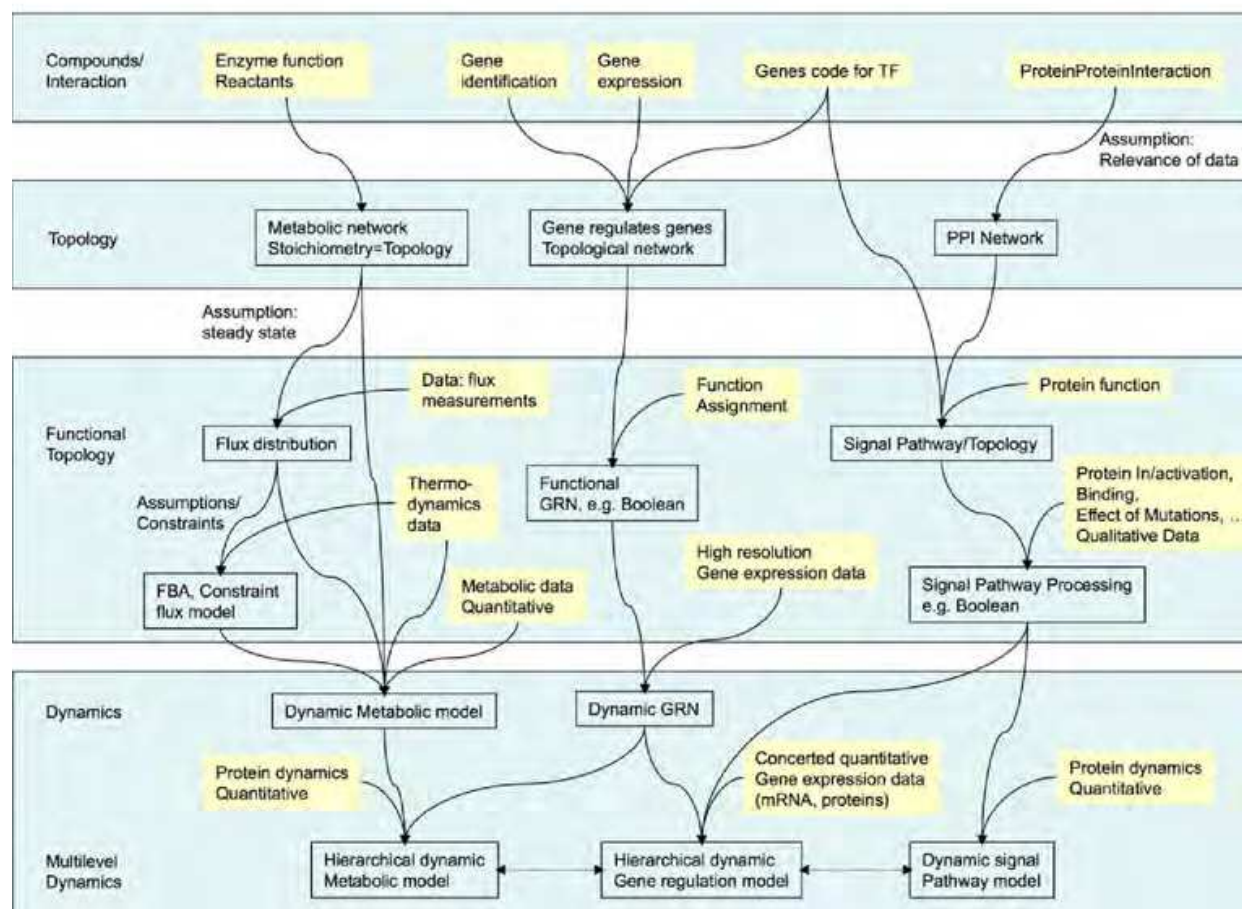 Compounds/
Interaction
Enzyme function
Reactants
Gene
identification
Gene
expression
Genes code for TF
ProteinProteinInteraction
Assumption:
Relevance of data
Topology
Metabolic network
Stoichiometry=Topology
Gene regulates genes
Topological network
PPI Network
Assumption:
steady state
Functional
Topology
Data: flux
measurements
Function
Assignment
Protein function
Flux distribution
Signal Pathway/Topology
Assumptions/
Constraints
Thermo-
dynamics
data
Functional
GRN, e.g. Boolean
Protein In/activation,
Binding,
Effect of Mutations, ...
Qualitative Data
High resolution
Gene expression data
FBA, Constraint
flux model
Metabolic data
Quantitative
Signal Pathway Processing
e.g. Boolean
Dynamics
Dynamic Metabolic model
Dynamic GRN
Protein dynamics
Quantitative
Concerted quantitative
Gene expression data
(mRNA, proteins)
Protein dynamics
Quantitative
Multilevel
Dynamics
Hierarchical dynamic
Metabolic model
Hierarchical dynamic
Gene regulation model
Dynamic signal
Pathway model